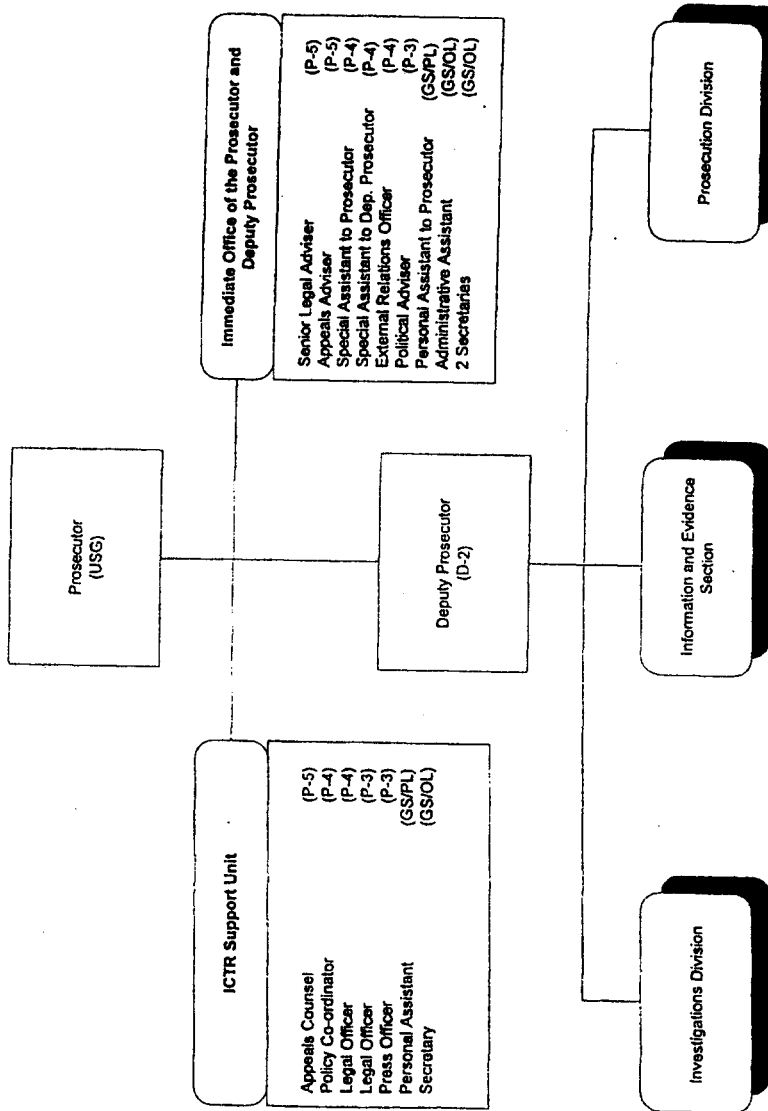 Prosecutor
(USG)
ICTR Support Unit
Appeals Counsel (P-5)
Policy Co-ordinator (P-4)
Legal Officer (P-4)
Legal Officer (P-3)
Press Officer (P-3)
Personal Assistant (GS/PL)
Secretary (GS/OL)
Immediate Office of the Prosecutor and
Deputy Prosecutor
Senior Legal Adviser (P-5)
Appeals Adviser (P-5)
Special Assistant to Prosecutor (P-4)
Special Assistant to Dep. Prosecutor (P-4)
External Relations Officer (P-4)
Political Adviser (P-3)
Personal Assistant to Prosecutor (GS/PL)
Administrative Assistant (GS/OL)
2 Secretaries (GS/OL)
Deputy Prosecutor
(D-2)
Investigations Division
Information and Evidence
Section
Prosecution Division